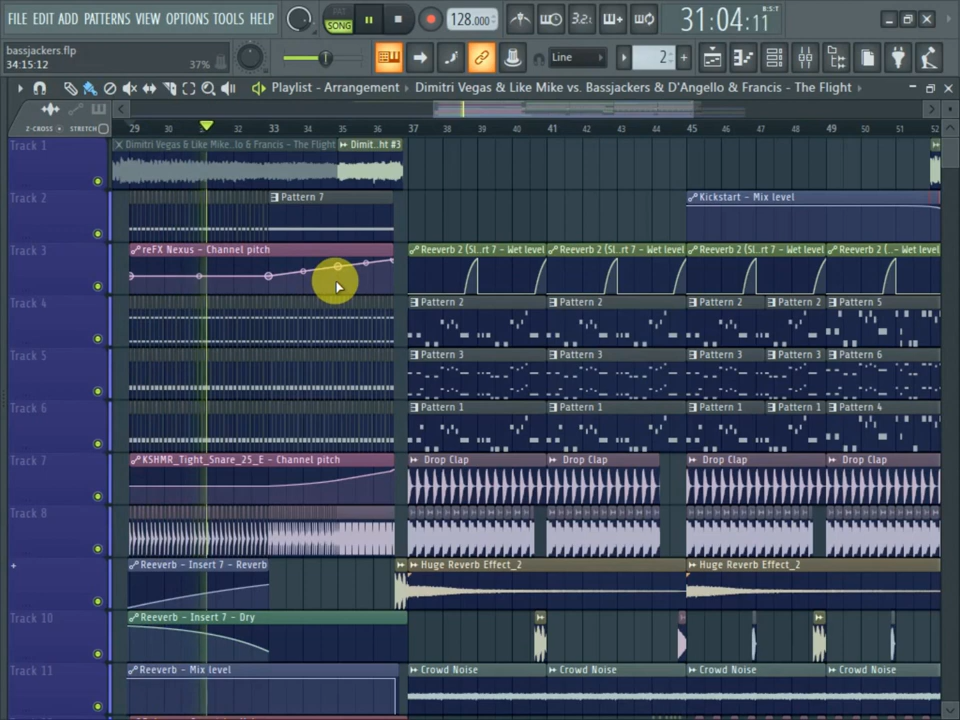 FILE EDIT PATTERNS VIEW OPTIONS TOOLS HELP
PAT
SONG
128.000
3.2.
31:04:11
B:S:T
bassjackers.flp
34:15:12
37%
Line
2
Playlist - Arrangement
Dimitri Vegas & Like Mike vs. Bassjackers & D'Angello & Francis - The Flight
Z-CROSS
STRETCH
29 30 32 33 34 35 36 37 38 39 40 41 42 43 44 45 46 47 48 49 50 51 52
Track 1
Dimitri Vegas & Like Mike...lo & Francis - The Flight
Dimit...ht #3
Track 2
Pattern 7
Kickstart - Mix level
Track 3
reFX Nexus - Channel pitch
Reeverb 2 (Sl...rt 7 - Wet level
Reeverb 2 (Sl...rt 7 - Wet level
Reeverb 2 (Sl...rt 7 - Wet level
Reeverb 2 (... - Wet level
Track 4
Pattern 2
Pattern 2
Pattern 2
Pattern 2
Pattern 5
Track 5
Pattern 3
Pattern 3
Pattern 3
Pattern 3
Pattern 6
Track 6
Pattern 1
Pattern 1
Pattern 1
Pattern 1
Pattern 4
Track 7
KSHMR_Tight_Snare_25_E - Channel pitch
Drop Clap
Drop Clap
Drop Clap
Drop Clap
Track 8
Reeverb - Insert 7 - Reverb
Huge Reverb Effect_2
Huge Reverb Effect_2
Track 10
Reeverb - Insert 7 - Dry
Track 11
Reeverb - Mix level
Crowd Noise
Crowd Noise
Crowd Noise
Crowd Noise